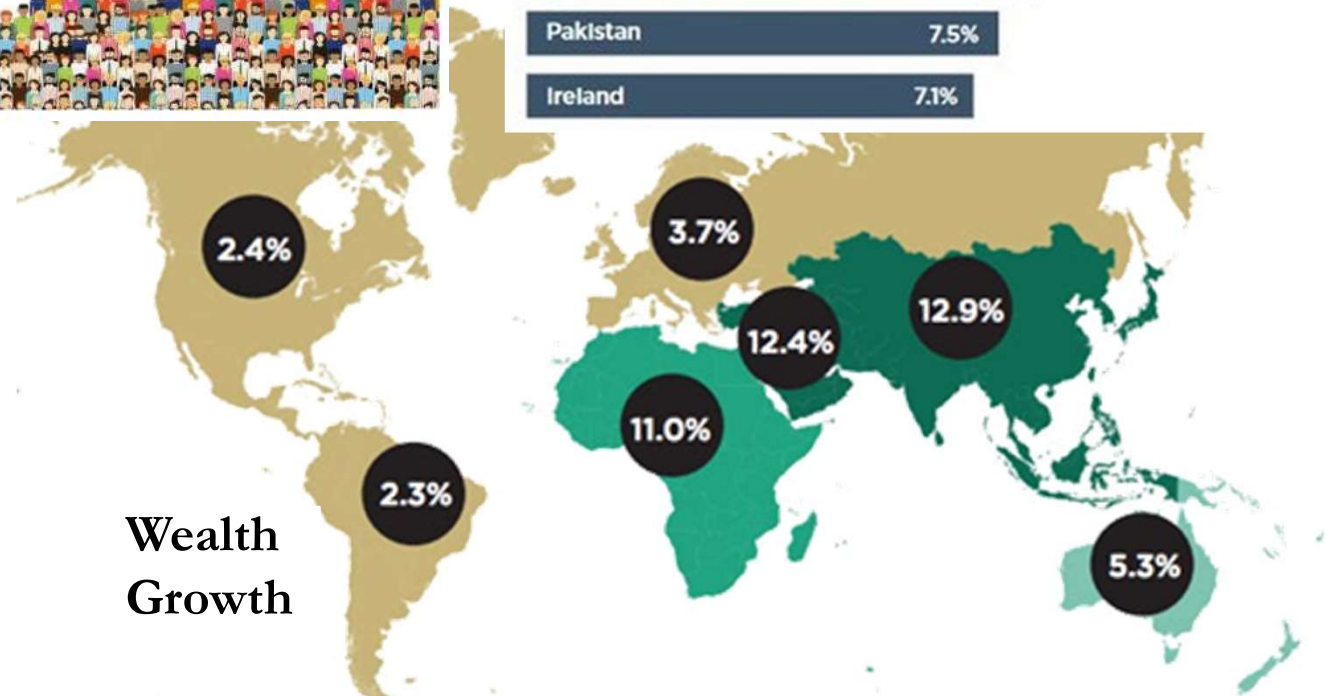 Pakistan 7.5%
Ireland 7.1%
2.4%
3.7%
12.9%
12.4%
11.0%
2.3%
5.3%
Wealth
Growth